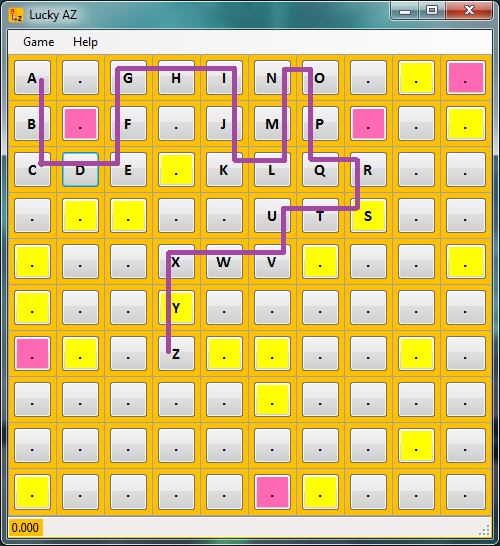 Lucky AZ
Game Help
A . G H I N O . . .
B . F . J M P . . .
C D E . K L Q R . .
. . . . . U T S . .
. . . X W V . . . .
. . . Y . . . . . .
. . . Z . . . . . .
. . . . . . . . . .
. . . . . . . . . .
. . . . . . . . . .
0.000